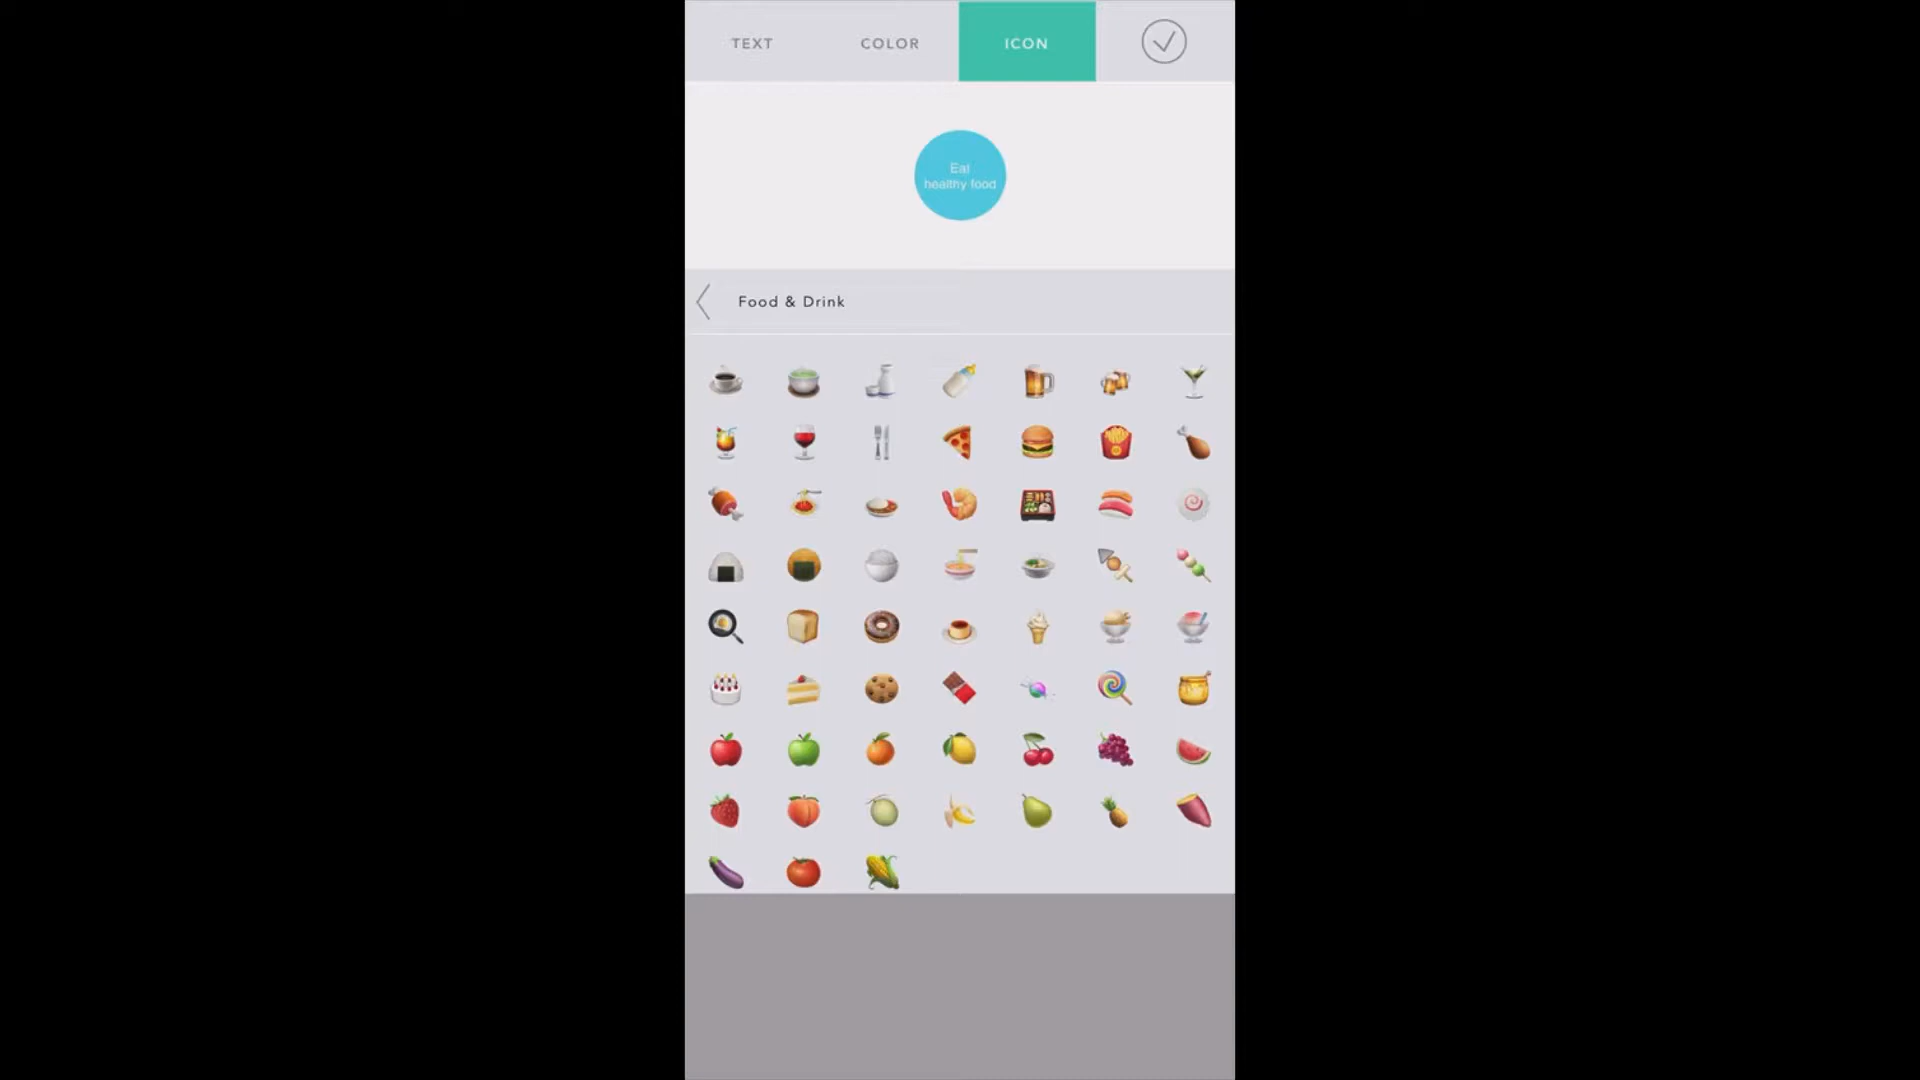 TEXT
COLOR
ICON
Eat
healthy food
Food & Drink